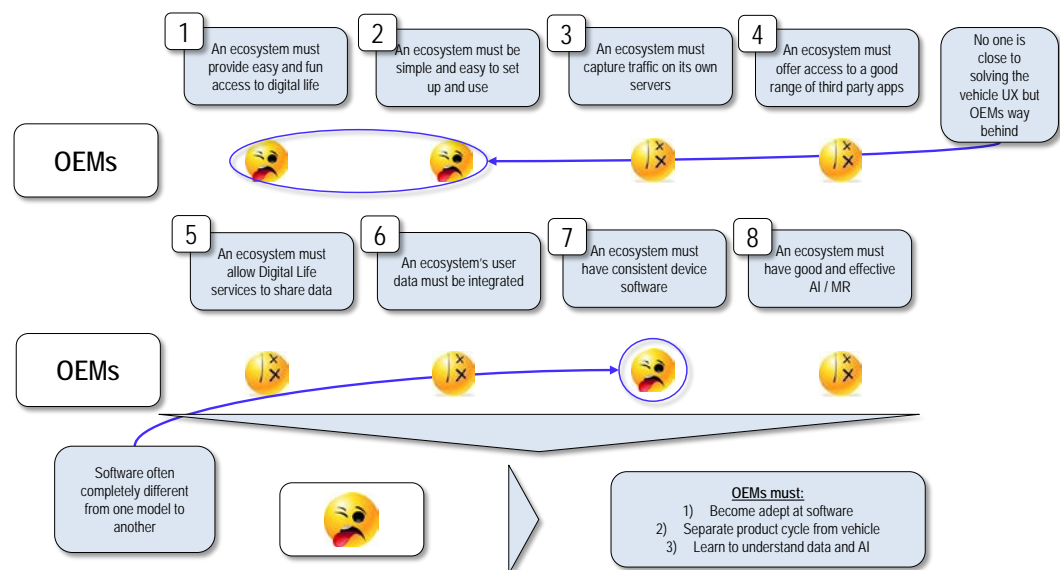 1
An ecosystem must
provide easy and fun
access to digital life
2
An ecosystem must be
simple and easy to set
up and use
3
An ecosystem must
capture traffic on its own
servers
4
An ecosystem must
offer access to a good
range of third party apps
No one is
close to
solving the
vehicle UX but
OEMs way
behind
OEMs
5
An ecosystem must
allow Digital Life
services to share data
6
An ecosystem's user
data must be integrated
7
An ecosystem must
have consistent device
software
8
An ecosystem must
have good and effective
AI / MR
OEMs
Software often
completely different
from one model to
another
OEMs must:
1) Become adept at software
2) Separate product cycle from vehicle
3) Learn to understand data and AI